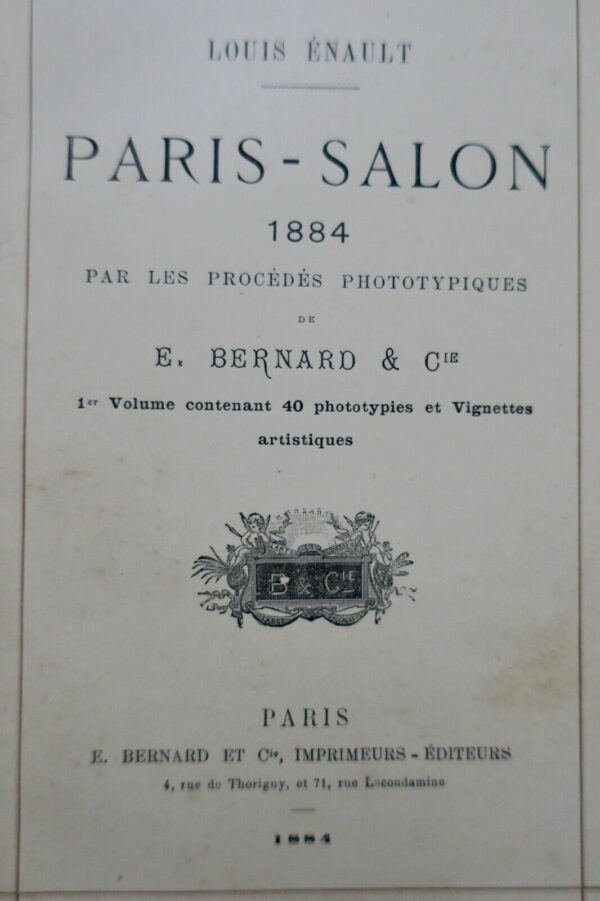 LOUIS ÉNAULT
PARIS-SALON
1884
PAR LES PROCÉDÉS PHOTOTYPIQUES
DE
E. BERNARD & CIE
1er Volume contenant 40 phototypies et Vignettes
artistiques
B & CIE
PARIS
E. BERNARD ET Cie, IMPRIMEURS-ÉDITEURS
4, rue de Thorigny, et 71, rue Lacondamine
1884